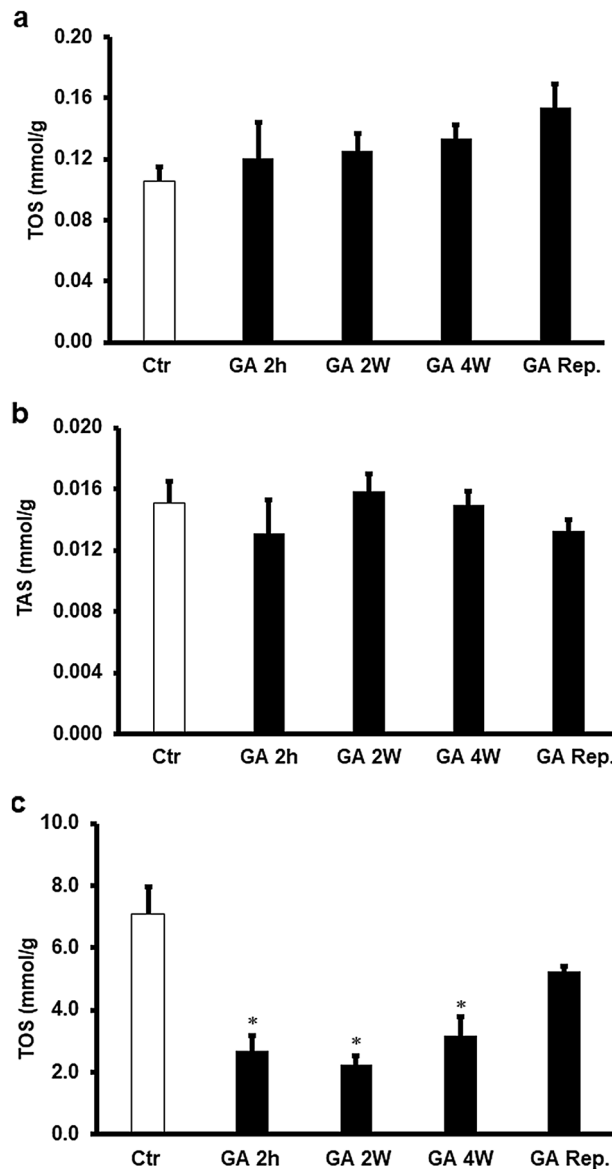 a
TOS (mmol/g)
0.20
0.16
0.12
0.08
0.04
0.00
Ctr GA 2h GA 2W GA 4W GA Rep.
b
TAS (mmol/g)
0.020
0.016
0.012
0.008
0.004
0.000
Ctr GA 2h GA 2W GA 4W GA Rep.
c
TOS (mmol/g)
10.0
8.0
6.0
4.0
2.0
0.0
* * *
Ctr GA 2h GA 2W GA 4W GA Rep.